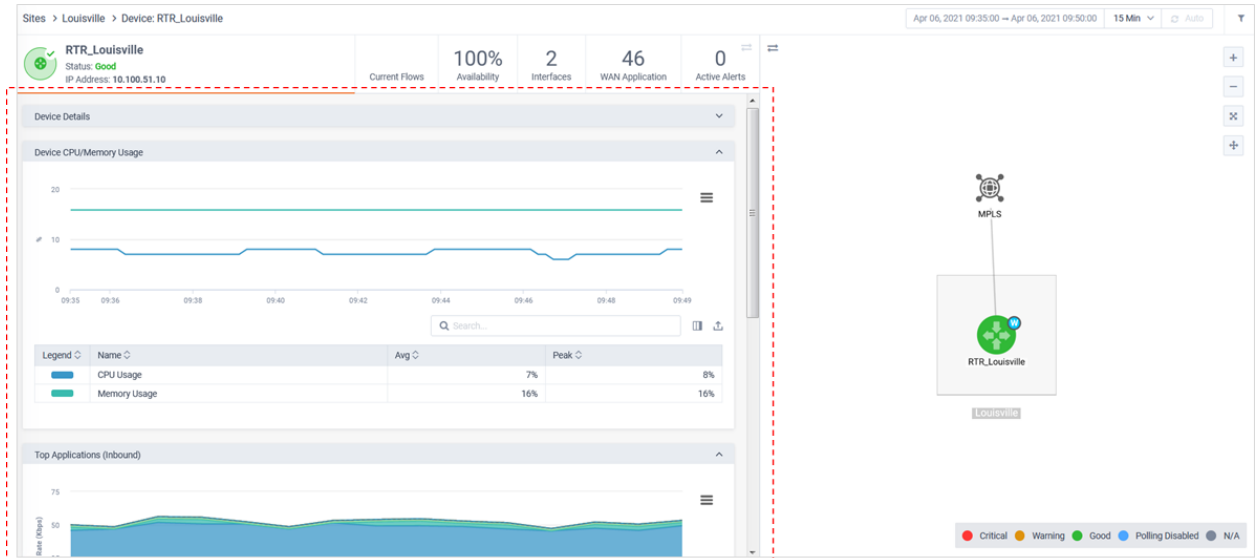 Sites > Louisville > Device: RTR_Louisville
Apr 06, 2021 09:35:00 → Apr 06, 2021 09:50:00 15 Min Auto
RTR_Louisville
Status: Good
IP Address: 10.100.51.10
Current Flows
100%
Availability
2
Interfaces
46
WAN Application
0
Active Alerts
Device Details
Device CPU/Memory Usage
20
10
0
%
09:35 09:36 09:38 09:40 09:42 09:44 09:46 09:48 09:49
Search...
Legend Name Avg Peak
CPU Usage 7% 8%
Memory Usage 16% 16%
Top Applications (Inbound)
75
50
Rate (Kbps)
MPLS
W
RTR_Louisville
Louisville
Critical Warning Good Polling Disabled N/A